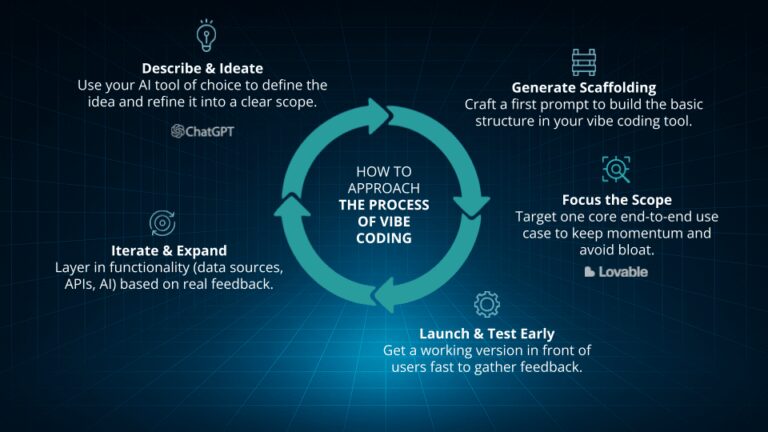 Describe & Ideate
Use your AI tool of choice to define the
idea and refine it into a clear scope.
ChatGPT
Generate Scaffolding
Craft a first prompt to build the basic
structure in your vibe coding tool.
HOW TO
APPROACH
THE PROCESS
OF VIBE
CODING
Focus the Scope
Target one core end-to-end use
case to keep momentum and
avoid bloat.
Lovable
Iterate & Expand
Layer in functionality (data sources,
APIs, AI) based on real feedback.
Launch & Test Early
Get a working version in front of
users fast to gather feedback.